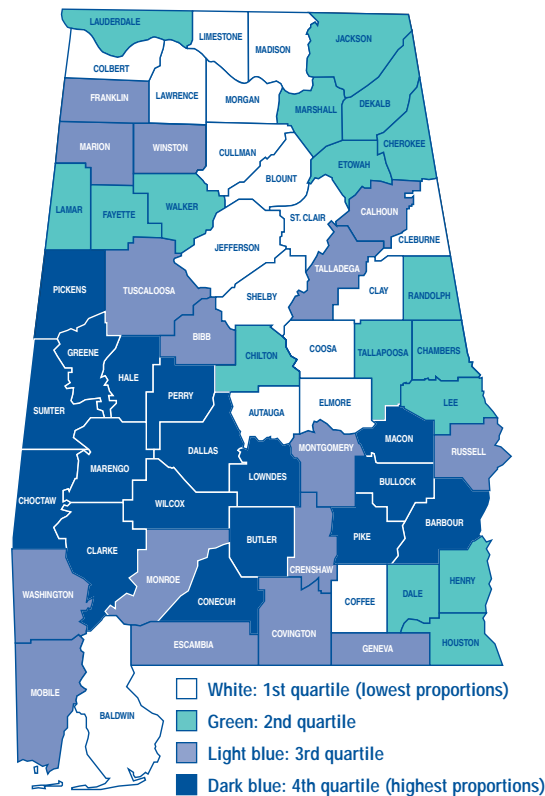 LAUDERDALE
LIMESTONE
MADISON
JACKSON
COLBERT
FRANKLIN
LAWRENCE
MORGAN
MARSHALL
DEKALB
MARION
WINSTON
CULLMAN
CHEROKEE
ETOWAH
BLOUNT
LAMAR
FAYETTE
WALKER
ST. CLAIR
CALHOUN
JEFFERSON
CLEBURNE
TALLADEGA
PICKENS
TUSCALOOSA
SHELBY
CLAY
RANDOLPH
BIBB
GREENE
HALE
CHILTON
COOSA
TALLAPOOSA
CHAMBERS
PERRY
SUMTER
AUTAUGA
ELMORE
LEE
MACON
DALLAS
MONTGOMERY
RUSSELL
MARENGO
LOWNDES
BULLOCK
CHOCTAW
WILCOX
BARBOUR
CLARKE
BUTLER
PIKE
CRENSHAW
MONROE
WASHINGTON
CONECUH
COFFEE
DALE
HENRY
COVINGTON
ESCAMBIA
GENEVA
HOUSTON
MOBILE
BALDWIN
White: 1st quartile (lowest proportions)
Green: 2nd quartile
Light blue: 3rd quartile
Dark blue: 4th quartile (highest proportions)